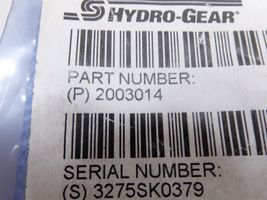 HYDRO-GEAR®
PART NUMBER:
(P) 2003014
SERIAL NUMBER:
(S) 3275SK0379